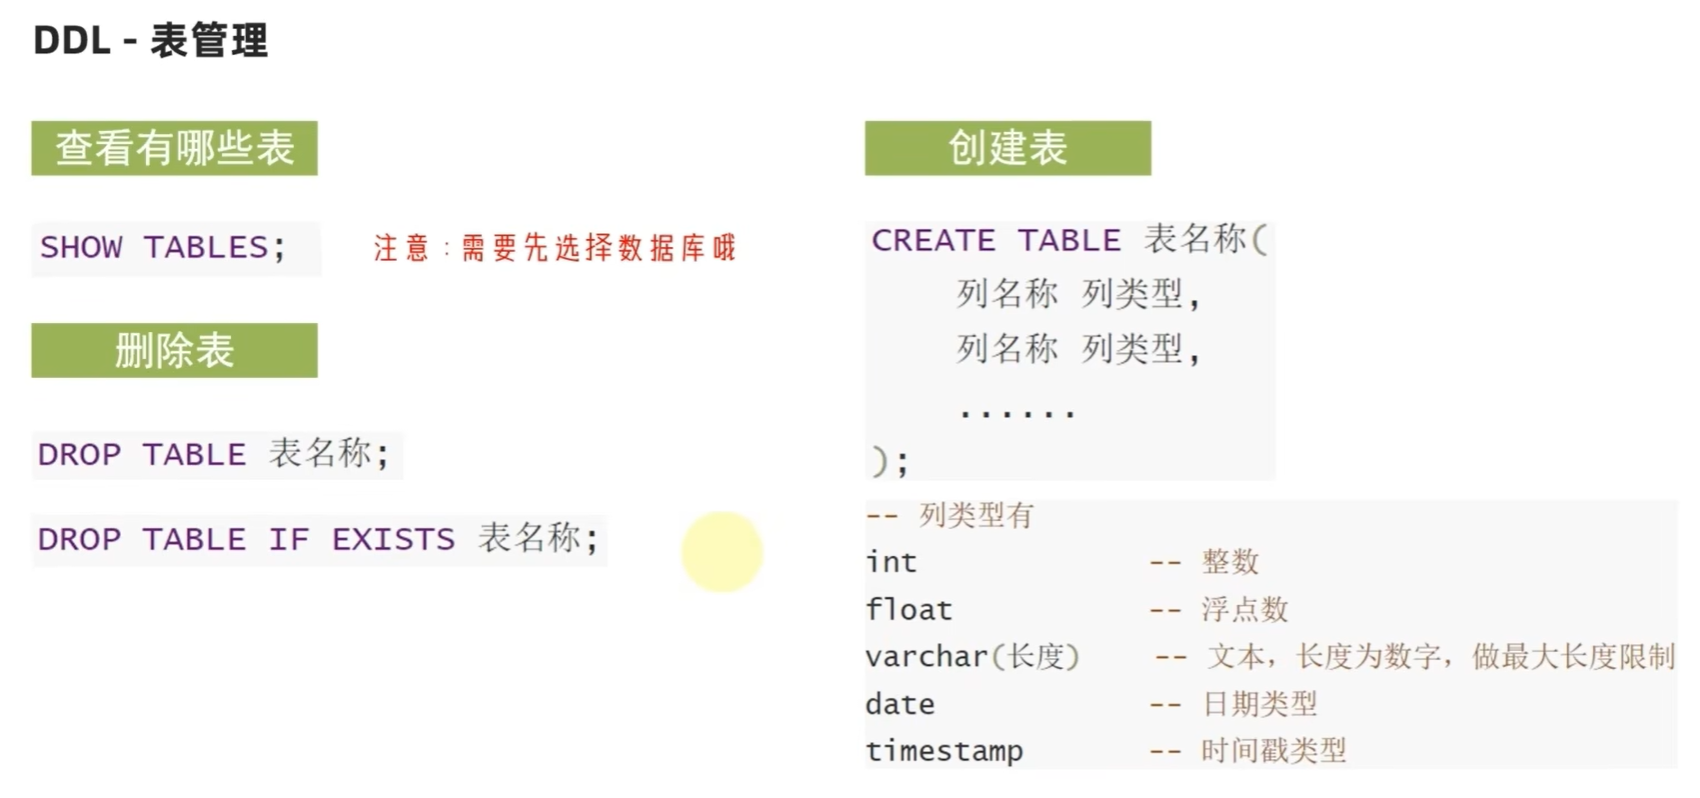 DDL - 表管理
查看有哪些表
SHOW TABLES;
注意:需要先选择数据库哦
删除表
DROP TABLE 表名称;
DROP TABLE IF EXISTS 表名称;
创建表
CREATE TABLE 表名称(
列名称 列类型,
列名称 列类型,
......
);
-- 列类型有
int -- 整数
float -- 浮点数
varchar(长度) -- 文本，长度为数字，做最大长度限制
date -- 日期类型
timestamp -- 时间戳类型